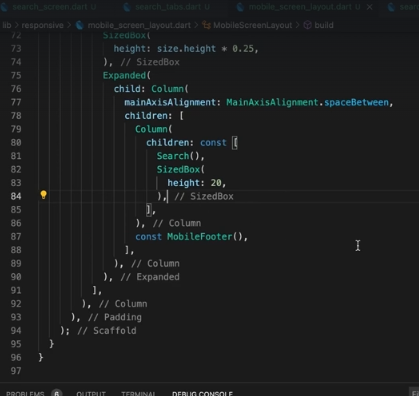 search_screen.dart U search_tabs.dart U mobile_screen_layout.dart U
lib > responsive > mobile_screen_layout.dart > MobileScreenLayout > build
72 SizedBox(
73 height: size.height * 0.25,
74 ), // SizedBox
75 Expanded(
76 child: Column(
77 mainAxisAlignment: MainAxisAlignment.spaceBetween,
78 children: [
79 Column(
80 children: const [
81 Search(),
82 SizedBox(
83 height: 20,
84 ), // SizedBox
85 ],
86 ), // Column
87 const MobileFooter(),
88 ],
89 ), // Column
90 ), // Expanded
91 ],
92 ), // Column
93 ), // Padding
94 ); // Scaffold
95 }
96 }
97
PROBLEMS 6 OUTPUT TERMINAL DEBUG CONSOLE